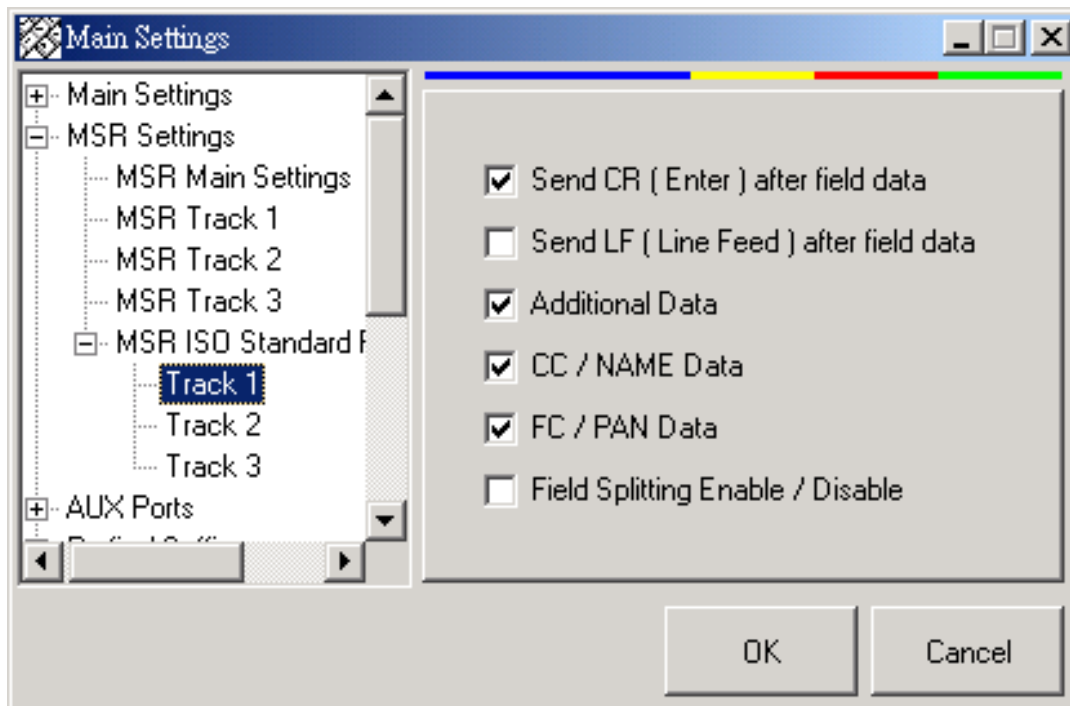 Main Settings
Main Settings
MSR Settings
MSR Main Settings
MSR Track 1
MSR Track 2
MSR Track 3
MSR ISO Standard
Track 1
Track 2
Track 3
AUX Ports
Send CR ( Enter ) after field data
Send LF ( Line Feed ) after field data
Additional Data
CC / NAME Data
FC / PAN Data
Field Splitting Enable / Disable
OK
Cancel